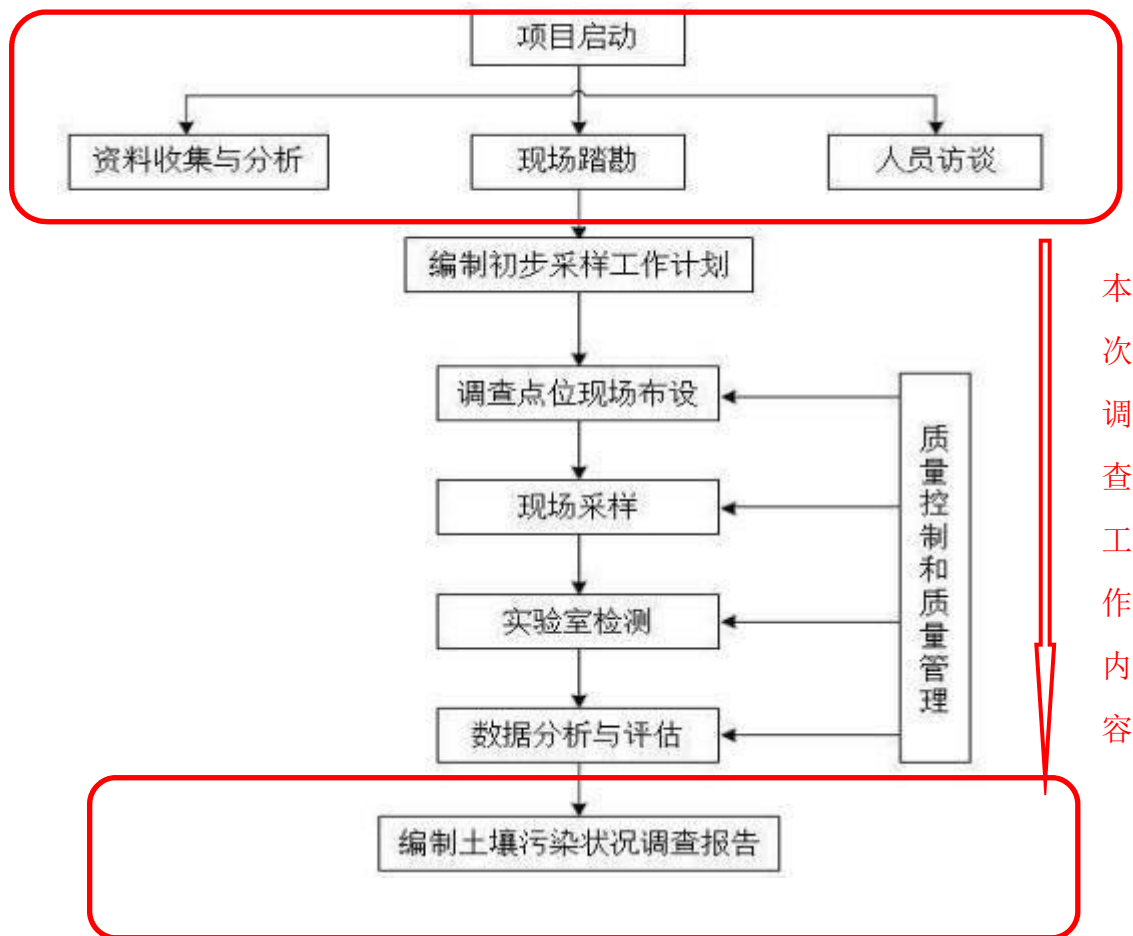 项目启动
资料收集与分析
现场踏勘
人员访谈
编制初步采样工作计划
调查点位现场布设
现场采样
实验室检测
数据分析与评估
编制土壤污染状况调查报告
质量控制和质量管理
本次调查工作内容